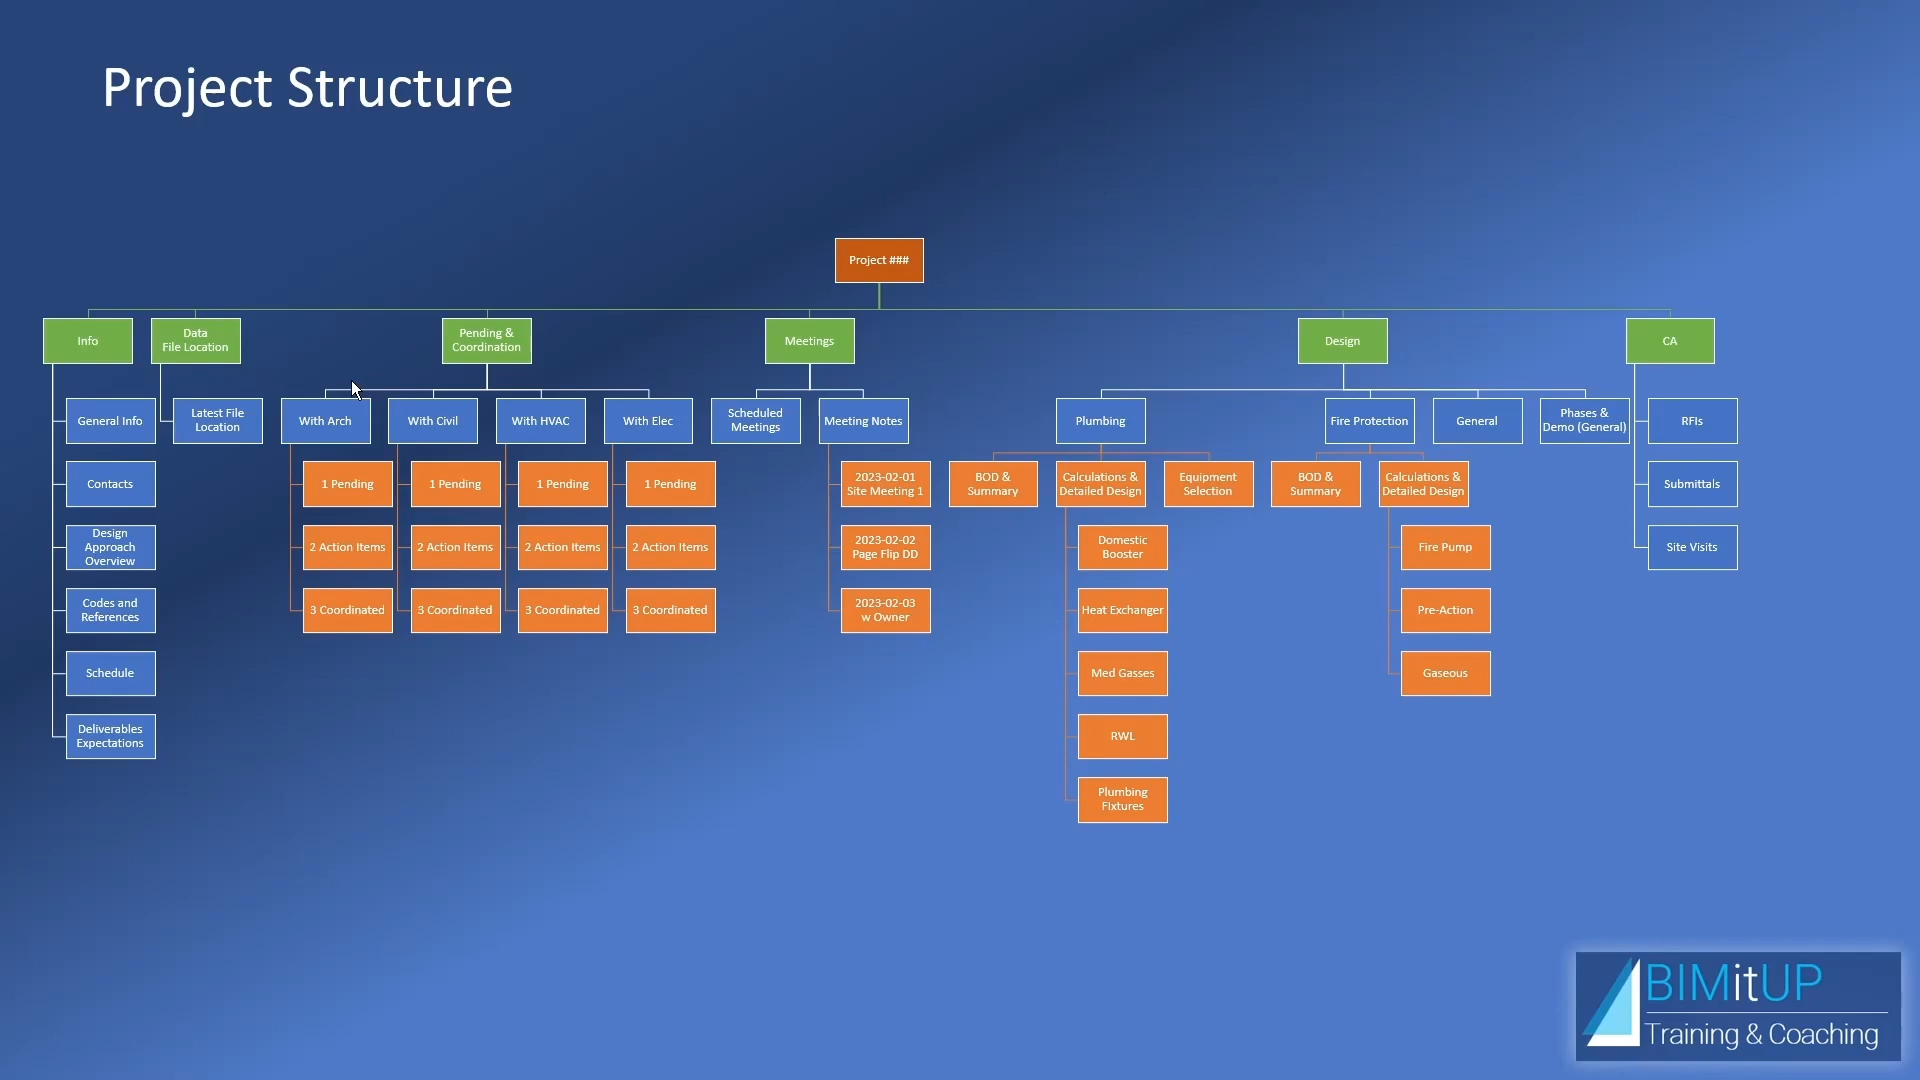 Project Structure
Project ###
Info
Data
File Location
Pending &
Coordination
Meetings
Design
CA
General Info
Latest File
Location
With Arch
With Civil
With HVAC
With Elec
Scheduled
Meetings
Meeting Notes
Plumbing
Fire Protection
General
Phases &
Demo (General)
RFIs
Contacts
1 Pending
1 Pending
1 Pending
1 Pending
2023-02-01
Site Meeting 1
BOD &
Summary
Calculations &
Detailed Design
Equipment
Selection
BOD &
Summary
Calculations &
Detailed Design
Submittals
Design
Approach
Overview
2 Action Items
2 Action Items
2 Action Items
2 Action Items
2023-02-02
Page Flip DD
Domestic
Booster
Fire Pump
Site Visits
Codes and
References
3 Coordinated
3 Coordinated
3 Coordinated
3 Coordinated
2023-02-03
w Owner
Heat Exchanger
Pre-Action
Schedule
Med Gasses
Gaseous
Deliverables
Expectations
RWL
Plumbing
FIxtures
BIMitUP
Training & Coaching